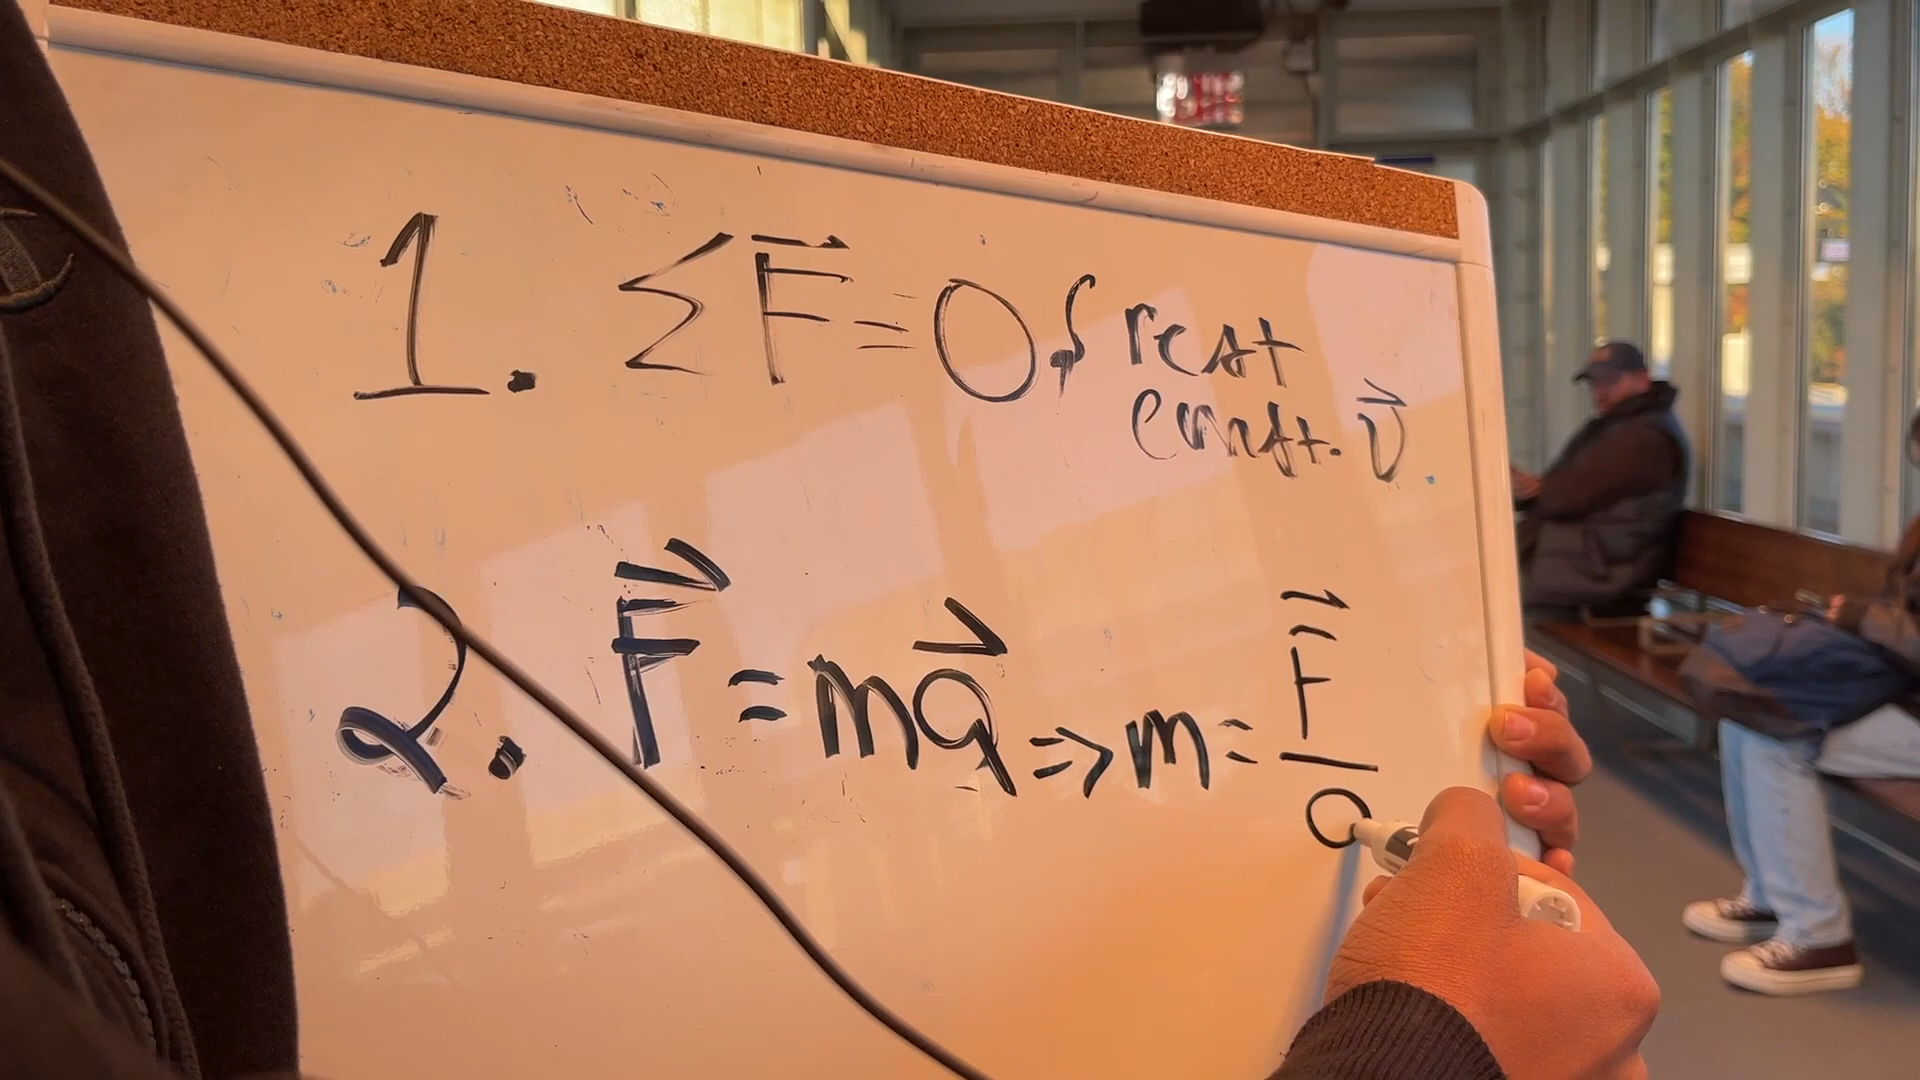 1. ΣF⃗=0 { rest
const. v⃗
2. F⃗=ma⃗ => m= F⃗/a